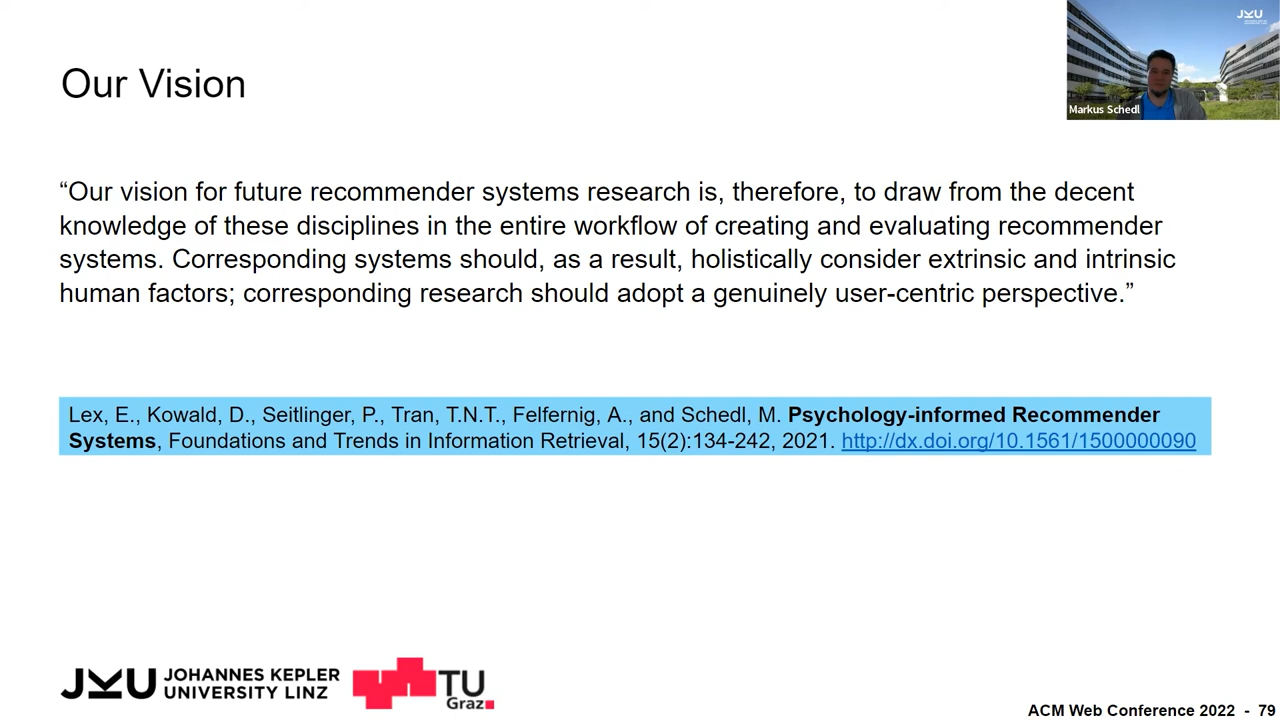 Our Vision
JKU
Markus Schedl
“Our vision for future recommender systems research is, therefore, to draw from the decent
knowledge of these disciplines in the entire workflow of creating and evaluating recommender
systems. Corresponding systems should, as a result, holistically consider extrinsic and intrinsic
human factors; corresponding research should adopt a genuinely user-centric perspective.”
Lex, E., Kowald, D., Seitlinger, P., Tran, T.N.T., Felfernig, A., and Schedl, M. Psychology-informed Recommender
Systems, Foundations and Trends in Information Retrieval, 15(2):134-242, 2021. http://dx.doi.org/10.1561/1500000090
JKU JOHANNES KEPLER
UNIVERSITY LINZ
TU
Graz
ACM Web Conference 2022 - 79